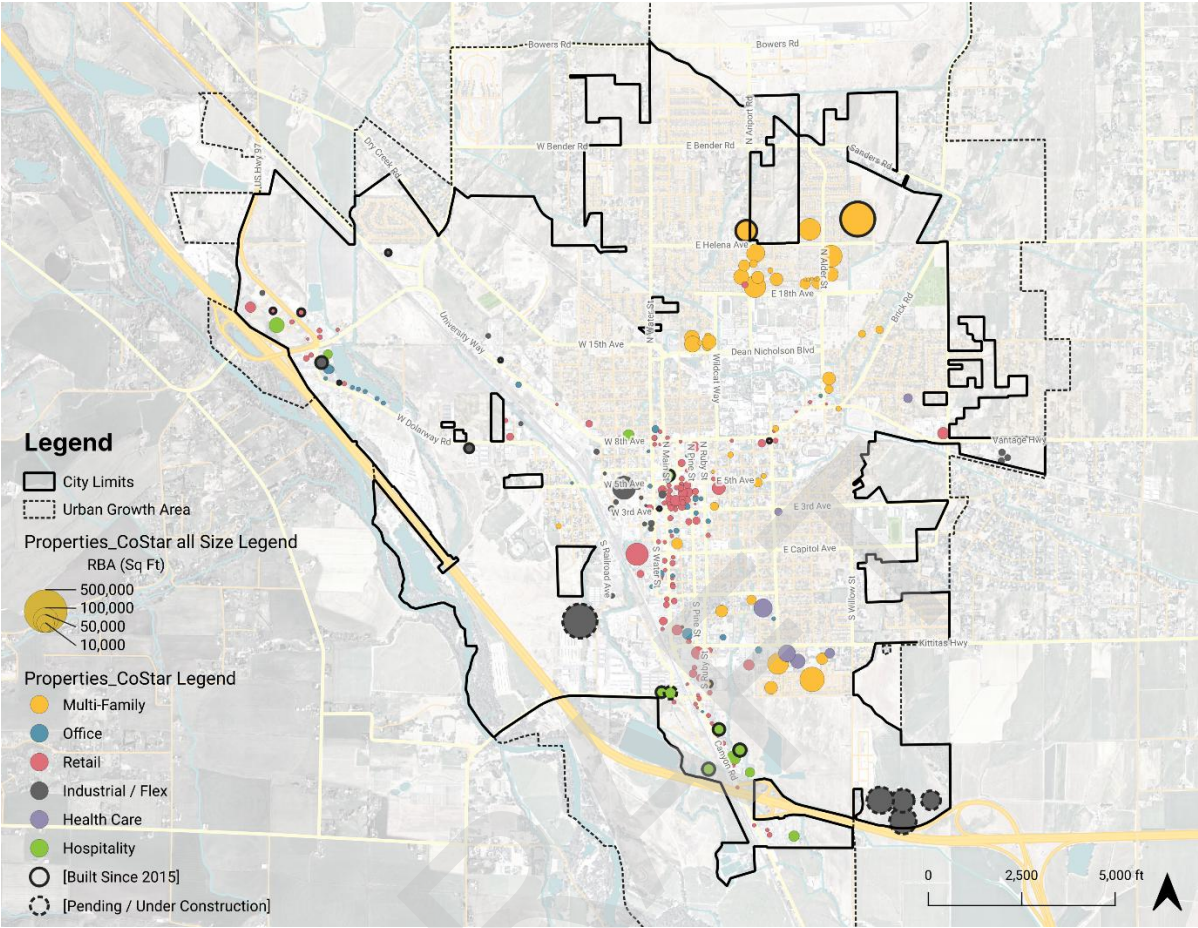 Bowers Rd
Bowers Rd
N Airport Rd
W Bender Rd
E Bender Rd
Sanders Rd
Dry Creek Rd
US Hwy 97
E Helena Ave
N Alder St
E 18th Ave
Brick Rd
N Water St
University Way
W 15th Ave
Dean Nicholson Blvd
Wildcat Way
W Dolarway Rd
W 8th Ave
Vantage Hwy
N Main St
N Pine St
N Ruby St
W 5th Ave
E 5th Ave
W 3rd Ave
E 3rd Ave
E Capitol Ave
S Railroad Ave
S Water St
S Willow St
S Pine St
S Ruby St
Kittitas Hwy
Canyon Rd
Legend
City Limits
Urban Growth Area
Properties_CoStar all Size Legend
RBA (Sq Ft)
500,000
100,000
50,000
10,000
Properties_CoStar Legend
Multi-Family
Office
Retail
Industrial / Flex
Health Care
Hospitality
[Built Since 2015]
[Pending / Under Construction]
0 2,500 5,000 ft